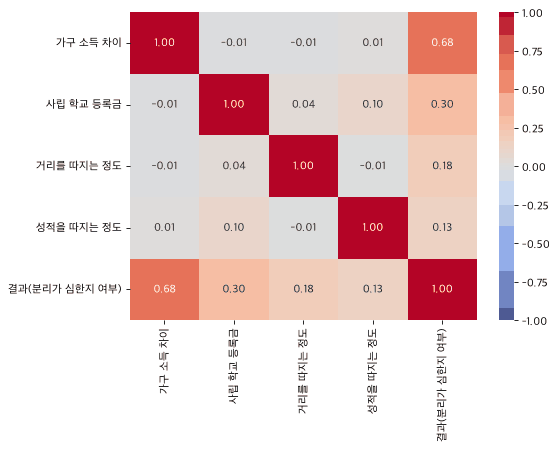 가구 소득 차이 1.00 -0.01 -0.01 0.01 0.68
사립 학교 등록금 -0.01 1.00 0.04 0.10 0.30
거리를 따지는 정도 -0.01 0.04 1.00 -0.01 0.18
성적을 따지는 정도 0.01 0.10 -0.01 1.00 0.13
결과(분리가 심한지 여부) 0.68 0.30 0.18 0.13 1.00
가구 소득 차이
사립 학교 등록금
거리를 따지는 정도
성적을 따지는 정도
결과(분리가 심한지 여부)
1.00
0.75
0.50
0.25
0.00
-0.25
-0.50
-0.75
-1.00